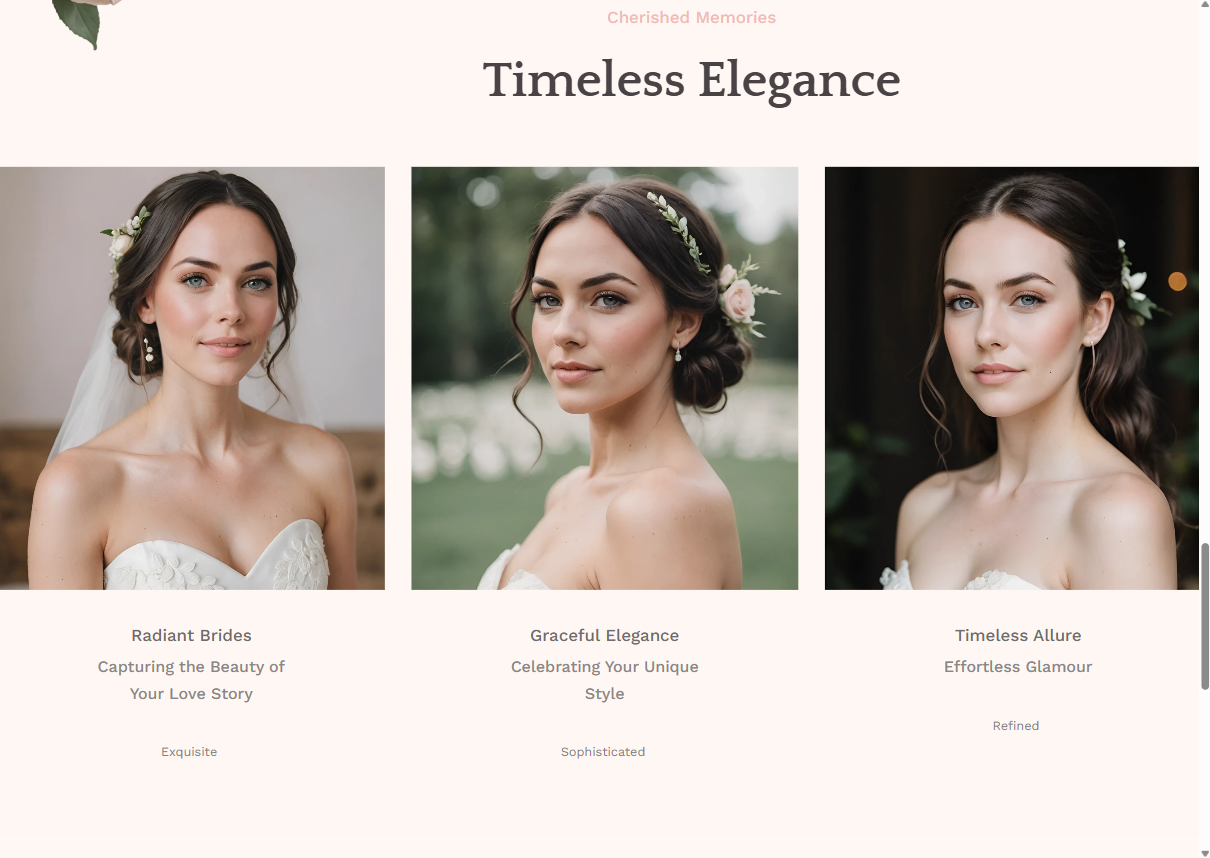 Cherished Memories
Timeless Elegance
Radiant Brides
Capturing the Beauty of
Your Love Story
Exquisite
Graceful Elegance
Celebrating Your Unique
Style
Sophisticated
Timeless Allure
Effortless Glamour
Refined